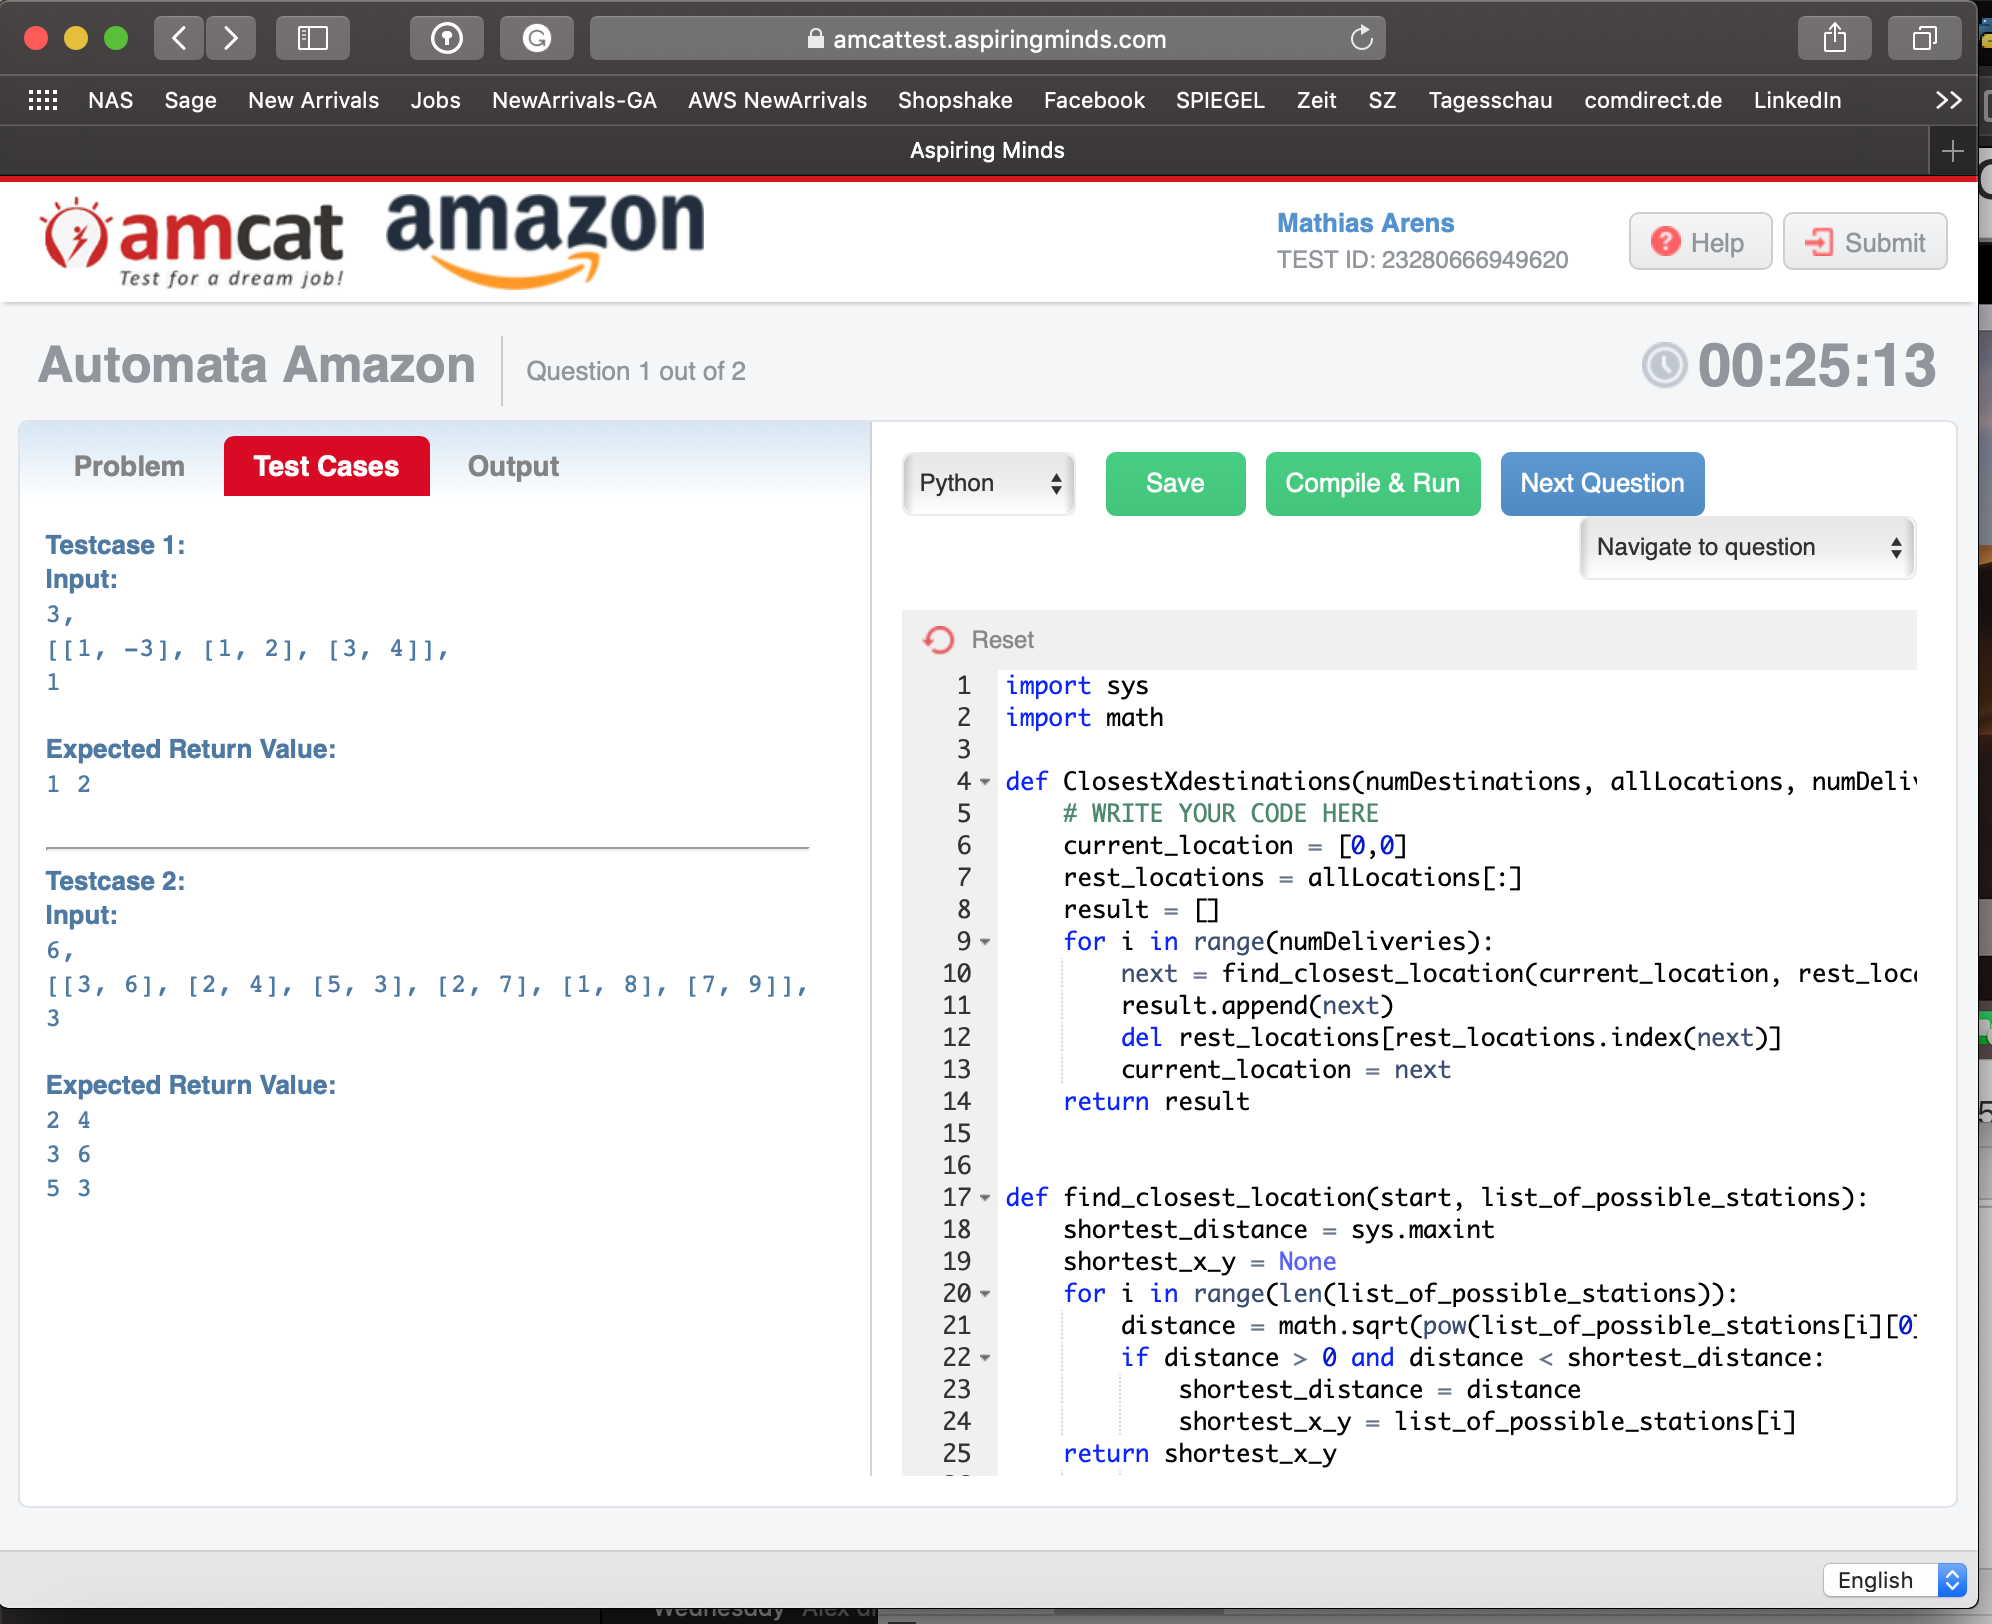 amcattest.aspiringminds.com
NAS Sage New Arrivals Jobs NewArrivals-GA AWS NewArrivals Shopshake Facebook SPIEGEL Zeit SZ Tagesschau comdirect.de LinkedIn >>
Aspiring Minds
amcat
Test for a dream job!
amazon
Mathias Arens
TEST ID: 23280666949620
Help
Submit
Automata Amazon
Question 1 out of 2
00:25:13
Problem
Test Cases
Output
Testcase 1:
Input:
3,
[[1, -3], [1, 2], [3, 4]],
1
Expected Return Value:
1 2
Testcase 2:
Input:
6,
[[3, 6], [2, 4], [5, 3], [2, 7], [1, 8], [7, 9]],
3
Expected Return Value:
2 4
3 6
5 3
Python
Save
Compile & Run
Next Question
Navigate to question
Reset
1 import sys
2 import math
3
4 def ClosestXdestinations(numDestinations, allLocations, numDeliv
5     # WRITE YOUR CODE HERE
6     current_location = [0,0]
7     rest_locations = allLocations[:]
8     result = []
9     for i in range(numDeliveries):
10         next = find_closest_location(current_location, rest_loca
11         result.append(next)
12         del rest_locations[rest_locations.index(next)]
13         current_location = next
14     return result
15
16
17 def find_closest_location(start, list_of_possible_stations):
18     shortest_distance = sys.maxint
19     shortest_x_y = None
20     for i in range(len(list_of_possible_stations)):
21         distance = math.sqrt(pow(list_of_possible_stations[i][0]
22         if distance > 0 and distance < shortest_distance:
23             shortest_distance = distance
24             shortest_x_y = list_of_possible_stations[i]
25     return shortest_x_y
English
Wednesday